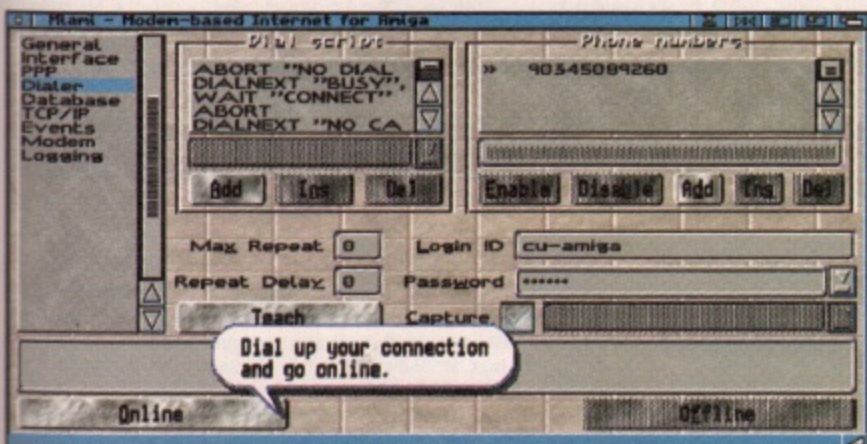 Miami - Modem-based Internet for Amiga
General
Interface
PPP
Dialer
Database
TCP/IP
Events
Modem
Logging
Dial script
ABORT "NO DIAL
DIALNEXT "BUSY",
WAIT "CONNECT"
ABORT
DIALNEXT "NO CA
Add Ins Del
Phone numbers
» 90345089260
Enable Disable Add Ins Del
Max Repeat 0
Login ID cu-amiga
Repeat Delay 0
Password ••••••
Teach
Capture
Dial up your connection
and go online.
Online
Offline